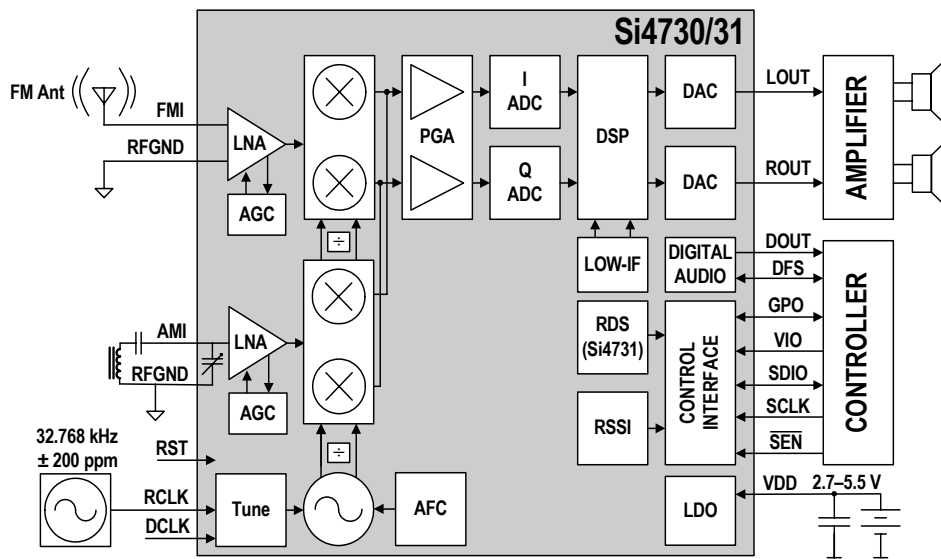 Si4730/31
FM Ant
FMI
RFGND
LNA
AGC
PGA
I
ADC
Q
ADC
DSP
DAC
DAC
LOUT
ROUT
AMPLIFIER
÷
LOW-IF
DIGITAL
AUDIO
DOUT
DFS
GPO
VIO
SDIO
SCLK
SEN
CONTROLLER
RDS
(Si4731)
RSSI
CONTROL
INTERFACE
AMI
RFGND
LNA
AGC
÷
32.768 kHz
± 200 ppm
RST
RCLK
DCLK
Tune
AFC
LDO
VDD
2.7–5.5 V